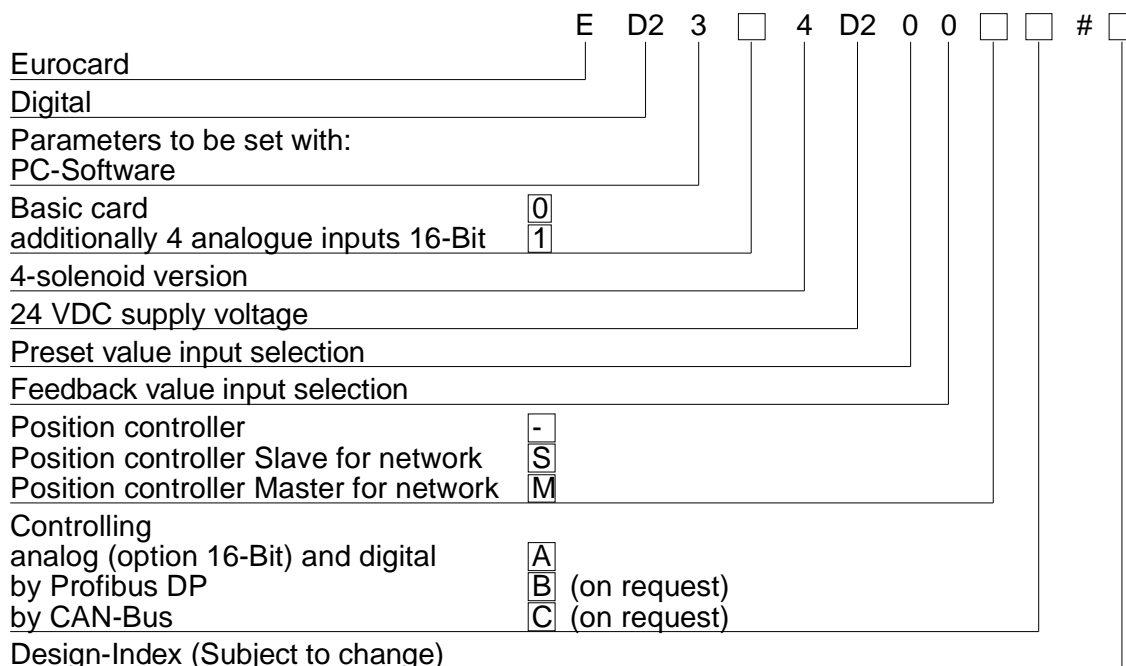 E D2 3 4 D2 0 0 #
Eurocard
Digital
Parameters to be set with:
PC-Software
Basic card 0
additionally 4 analogue inputs 16-Bit 1
4-solenoid version
24 VDC supply voltage
Preset value input selection
Feedback value input selection
Position controller -
Position controller Slave for network S
Position controller Master for network M
Controlling
analog (option 16-Bit) and digital A
by Profibus DP B (on request)
by CAN-Bus C (on request)
Design-Index (Subject to change)